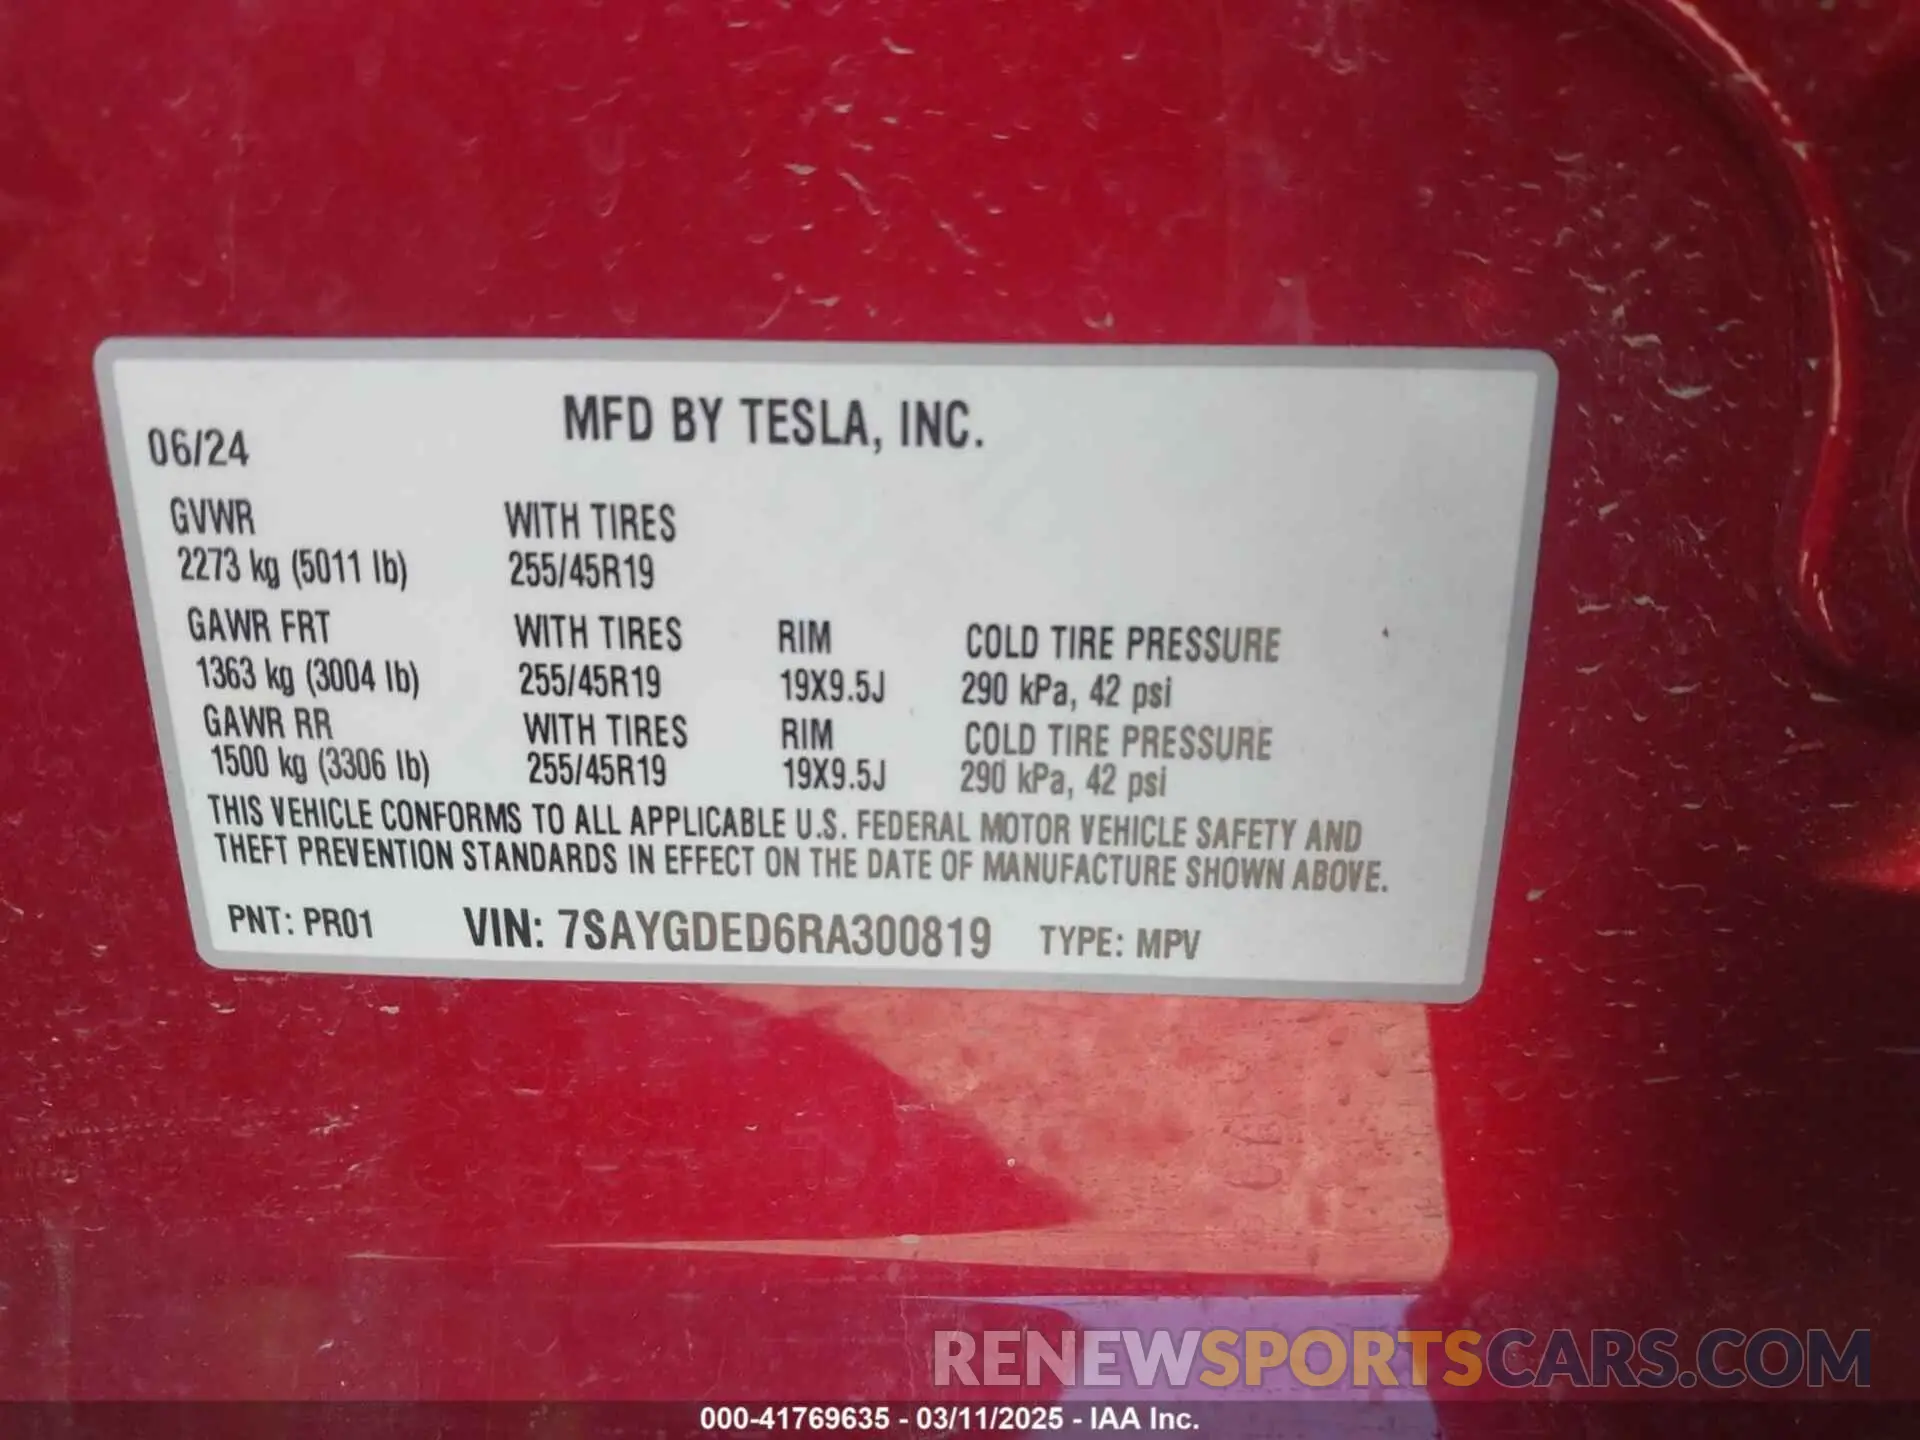 MFD BY TESLA, INC.
06/24
GVWR WITH TIRES
2273 kg (5011 lb) 255/45R19
GAWR FRT WITH TIRES RIM COLD TIRE PRESSURE
1363 kg (3004 lb) 255/45R19 19X9.5J 290 kPa, 42 psi
GAWR RR WITH TIRES RIM COLD TIRE PRESSURE
1500 kg (3306 lb) 255/45R19 19X9.5J 290 kPa, 42 psi
THIS VEHICLE CONFORMS TO ALL APPLICABLE U.S. FEDERAL MOTOR VEHICLE SAFETY AND
THEFT PREVENTION STANDARDS IN EFFECT ON THE DATE OF MANUFACTURE SHOWN ABOVE.
PNT: PR01 VIN: 7SAYGDED6RA300819 TYPE: MPV
RENEWSPORTSCARS.COM
000-41769635 - 03/11/2025 - IAA Inc.